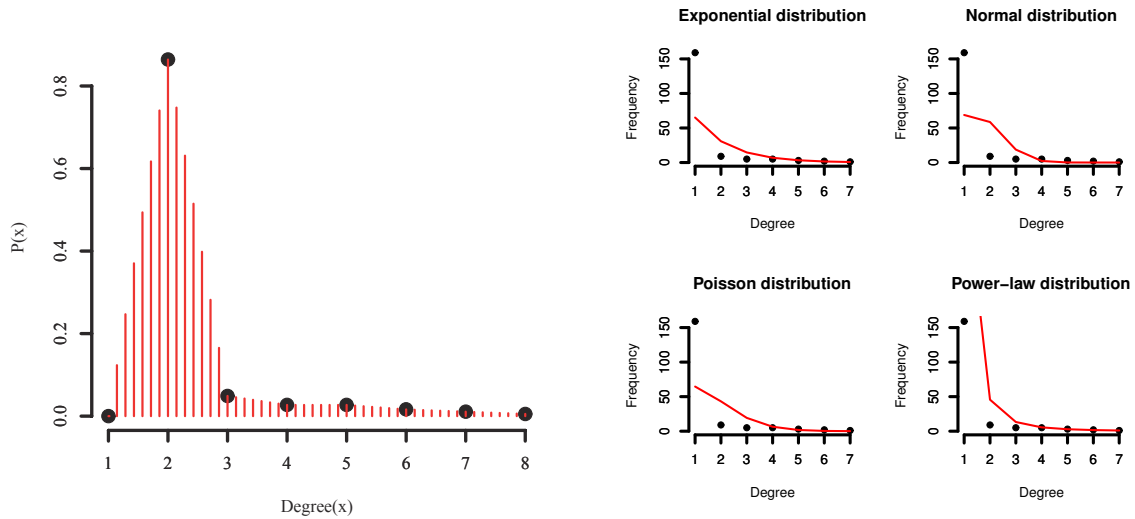 P(x)
0.8
0.6
0.4
0.2
0.0
1 2 3 4 5 6 7 8
Degree(x)
Exponential distribution
Frequency
150
100
50
0
1 2 3 4 5 6 7
Degree
Normal distribution
Frequency
150
100
50
0
1 2 3 4 5 6 7
Degree
Poisson distribution
Frequency
150
100
50
0
1 2 3 4 5 6 7
Degree
Power−law distribution
Frequency
150
100
50
0
1 2 3 4 5 6 7
Degree